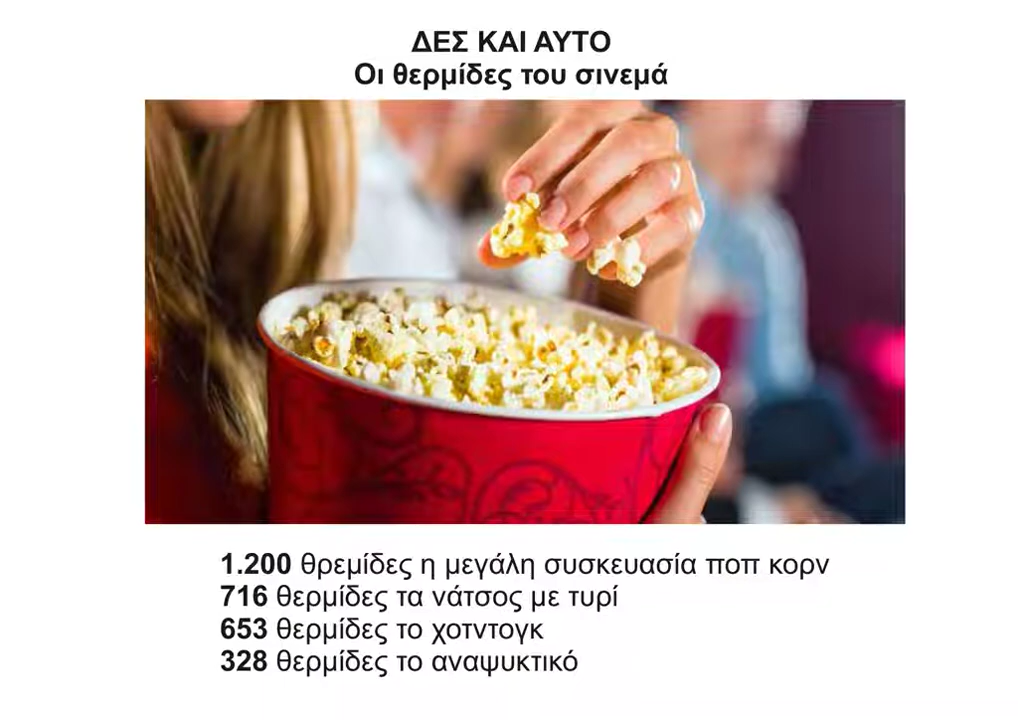 ΔΕΣ ΚΑΙ ΑΥΤΟ
Οι θερμίδες του σινεμά
1.200 θρεμίδες η μεγάλη συσκευασία ποπ κορν
716 θερμίδες τα νάτσος με τυρί
653 θερμίδες το χοτντογκ
328 θερμίδες το αναψυκτικό